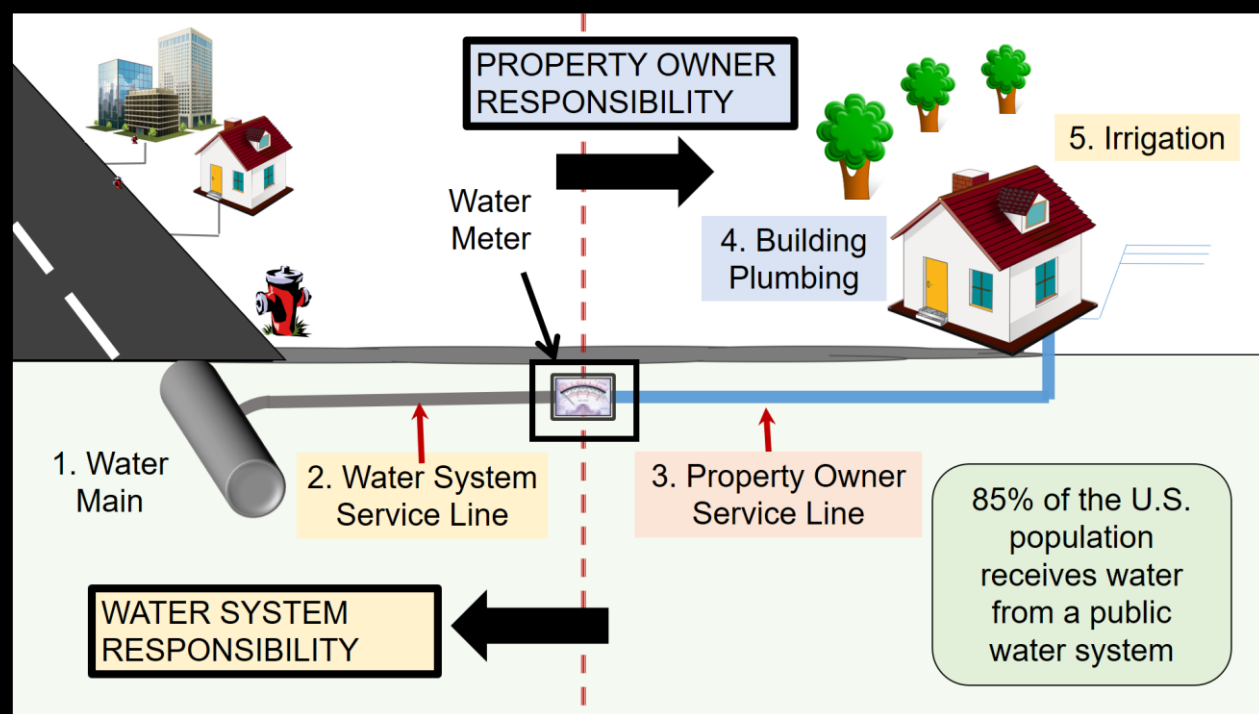 PROPERTY OWNER
RESPONSIBILITY
5. Irrigation
Water
Meter
4. Building
Plumbing
1. Water
Main
2. Water System
Service Line
3. Property Owner
Service Line
85% of the U.S.
population
receives water
from a public
water system
WATER SYSTEM
RESPONSIBILITY